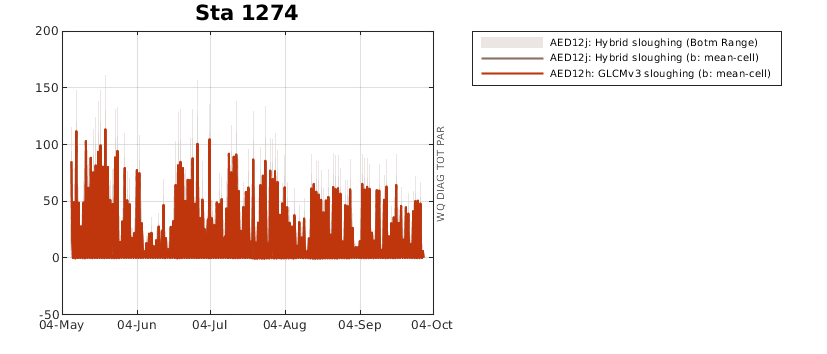 Sta 1274
200
150
100
50
0
-50
04-May
04-Jun
04-Jul
04-Aug
04-Sep
04-Oct
WQ DIAG TOT PAR
AED12j: Hybrid sloughing (Botm Range)
AED12j: Hybrid sloughing (b: mean-cell)
AED12h: GLCMv3 sloughing (b: mean-cell)